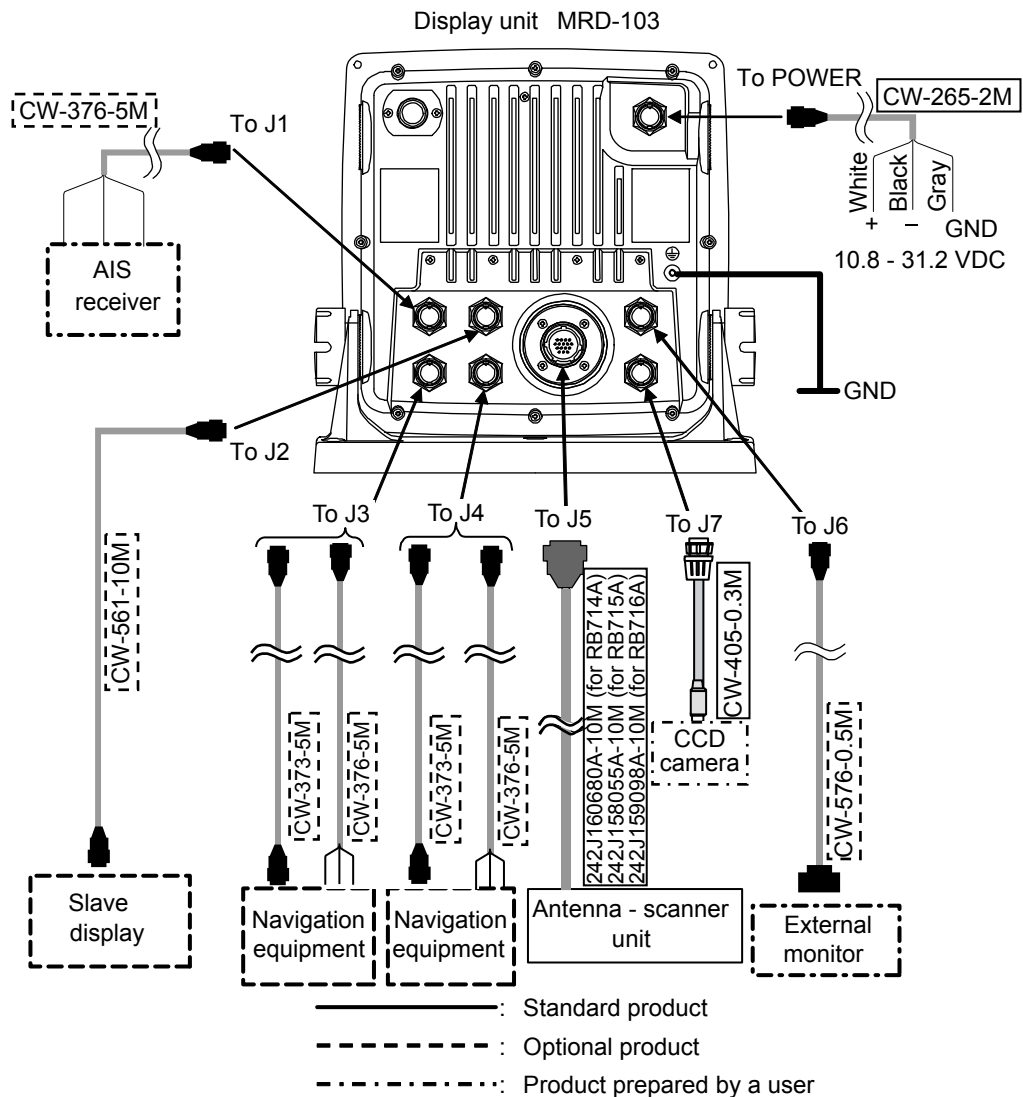 Display unit MRD-103
To POWER
CW-265-2M
CW-376-5M
To J1
White
Black
Gray
+
−
GND
10.8 - 31.2 VDC
AIS
receiver
GND
To J2
To J3
To J4
To J5
To J7
To J6
CW-561-10M
CW-373-5M
CW-376-5M
CW-373-5M
CW-376-5M
242J160680A-10M (for RB714A)
242J158055A-10M (for RB715A)
242J159098A-10M (for RB716A)
CW-405-0.3M
CCD
camera
CW-576-0.5M
Slave
display
Navigation
equipment
Navigation
equipment
Antenna - scanner
unit
External
monitor
: Standard product
: Optional product
: Product prepared by a user